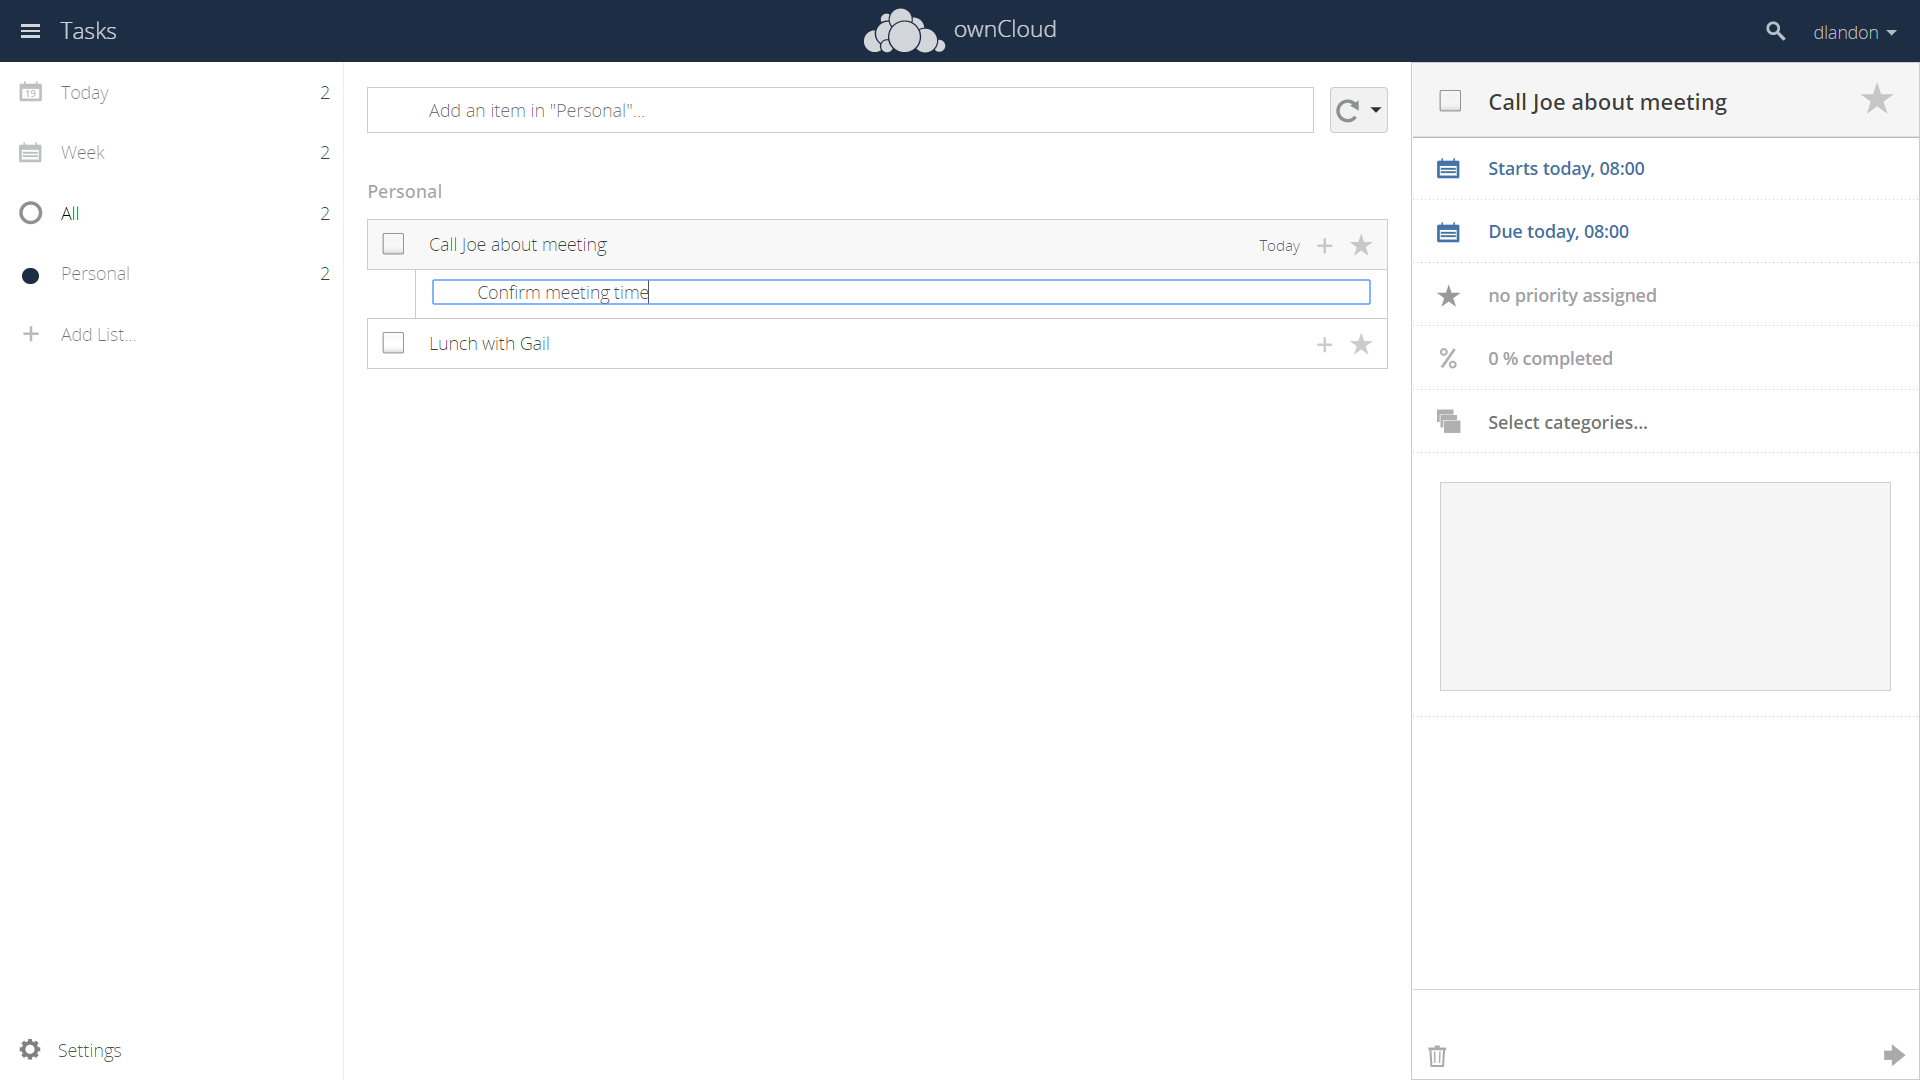 Tasks
ownCloud
dlandon
19
Today 2
Week 2
All 2
Personal 2
Add List...
Settings
Add an item in "Personal"...
Personal
Call Joe about meeting Today
Confirm meeting time
Lunch with Gail
Call Joe about meeting
Starts today, 08:00
Due today, 08:00
no priority assigned
0 % completed
Select categories...